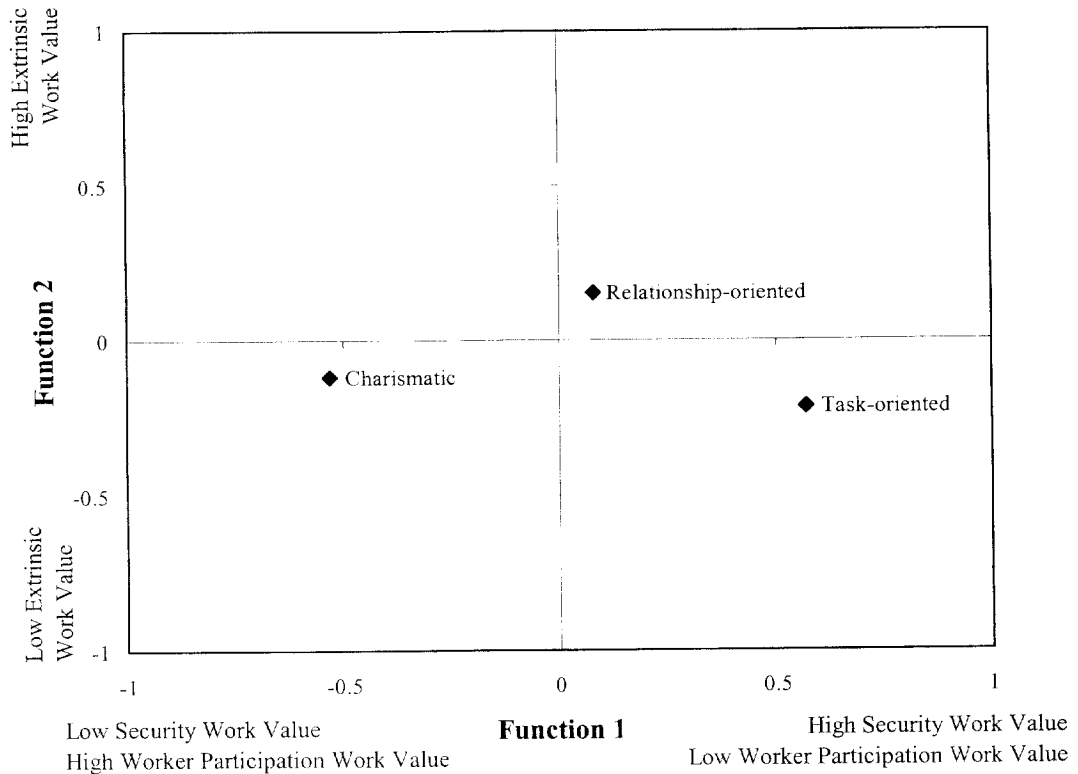 High Extrinsic
Work Value
1
0.5
Relationship-oriented
Function 2
0
Charismatic
Task-oriented
-0.5
Low Extrinsic
Work Value
-1
-1
-0.5
0
0.5
1
Low Security Work Value
High Worker Participation Work Value
Function 1
High Security Work Value
Low Worker Participation Work Value